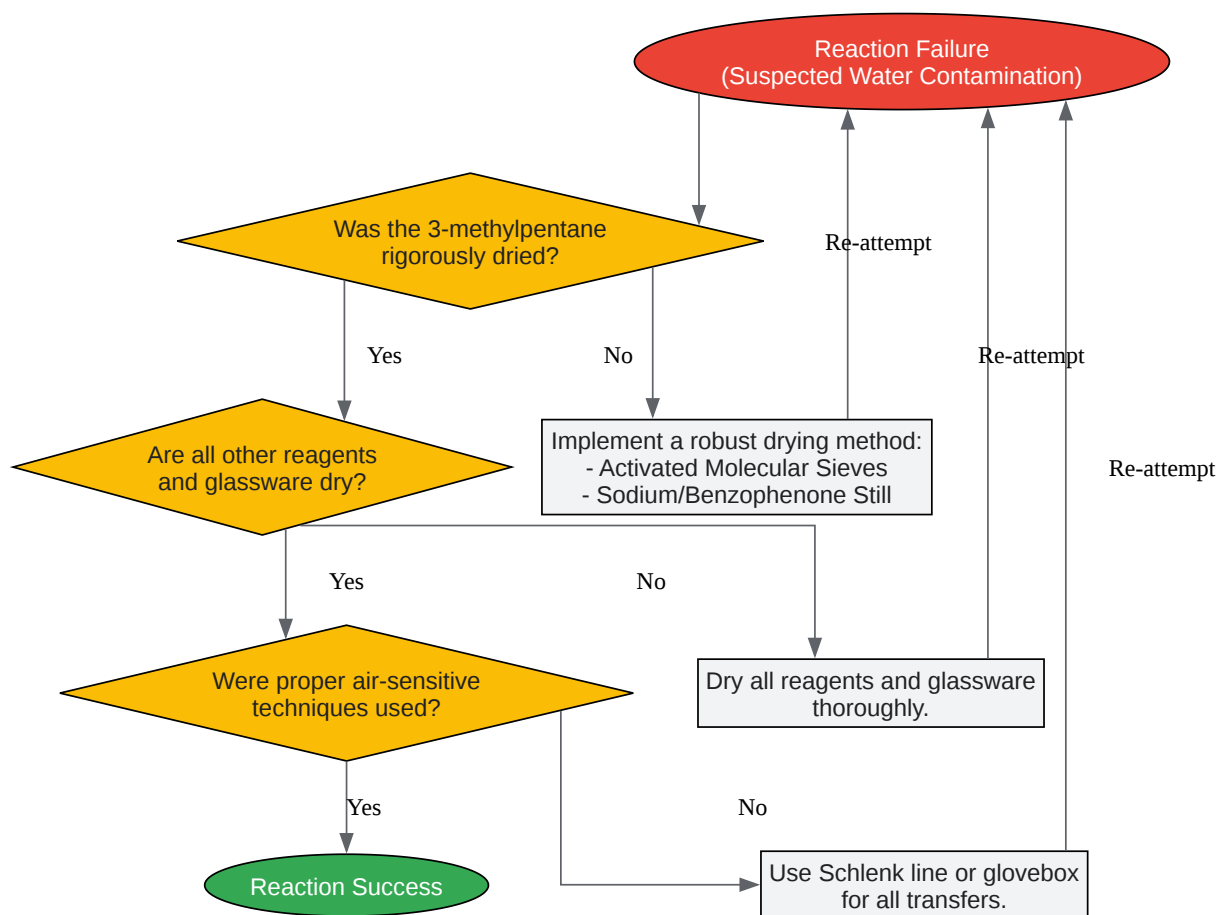 Reaction Failure
(Suspected Water Contamination)
Was the 3-methylpentane
rigorously dried?
Re-attempt
Yes
No
Re-attempt
Are all other reagents
and glassware dry?
Implement a robust drying method:
- Activated Molecular Sieves
- Sodium/Benzophenone Still
Re-attempt
Yes
No
Were proper air-sensitive
techniques used?
Dry all reagents and glassware
thoroughly.
Yes
No
Reaction Success
Use Schlenk line or glovebox
for all transfers.